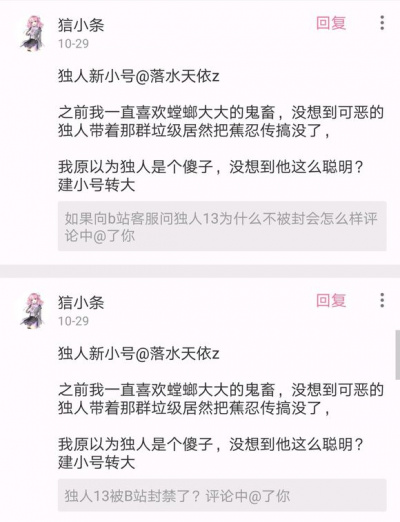 狺小条
回复
10-29
独人新小号@落水天依z
之前我一直喜欢螳螂大大的鬼畜，没想到可恶的
独人带着那群垃圾居然把蕉忍传搞没了，
我原以为独人是个傻子，没想到他这么聪明？
建小号转大
如果向b站客服问独人13为什么不被封会怎么样评
论中@了你
狺小条
回复
10-29
独人新小号@落水天依z
之前我一直喜欢螳螂大大的鬼畜，没想到可恶的
独人带着那群垃圾居然把蕉忍传搞没了，
我原以为独人是个傻子，没想到他这么聪明？
建小号转大
独人13被B站封禁了？评论中@了你